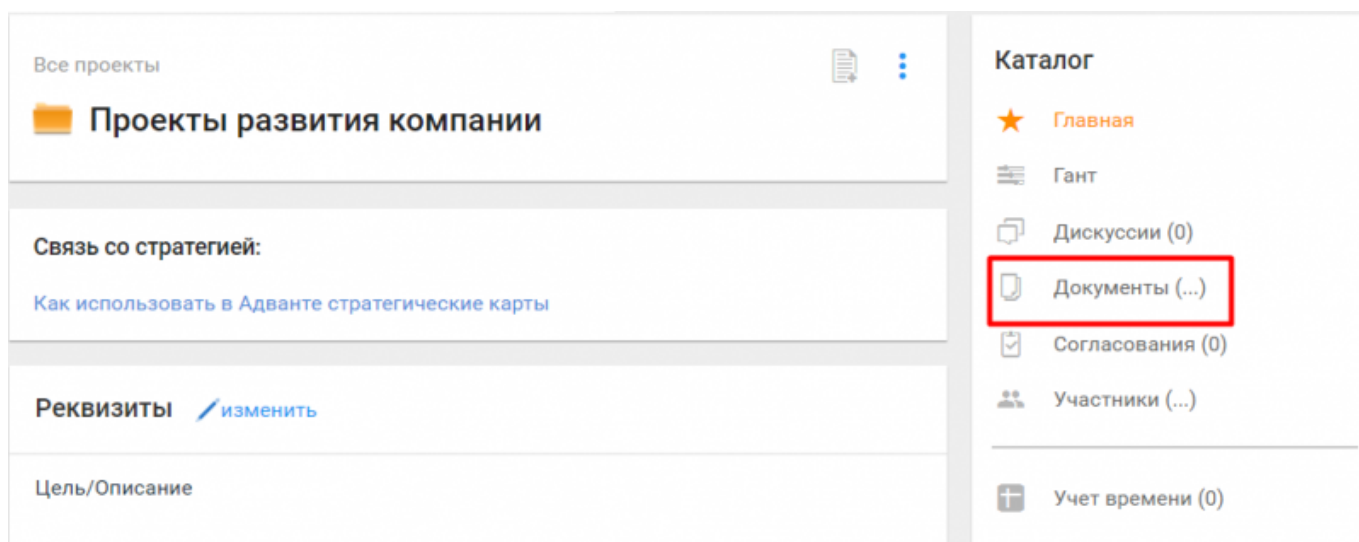 Все проекты
Проекты развития компании
Связь со стратегией:
Как использовать в Адванте стратегические карты
Реквизиты изменить
Цель/Описание
Каталог
Главная
Гант
Дискуссии (0)
Документы (...)
Согласования (0)
Участники (...)
Учет времени (0)